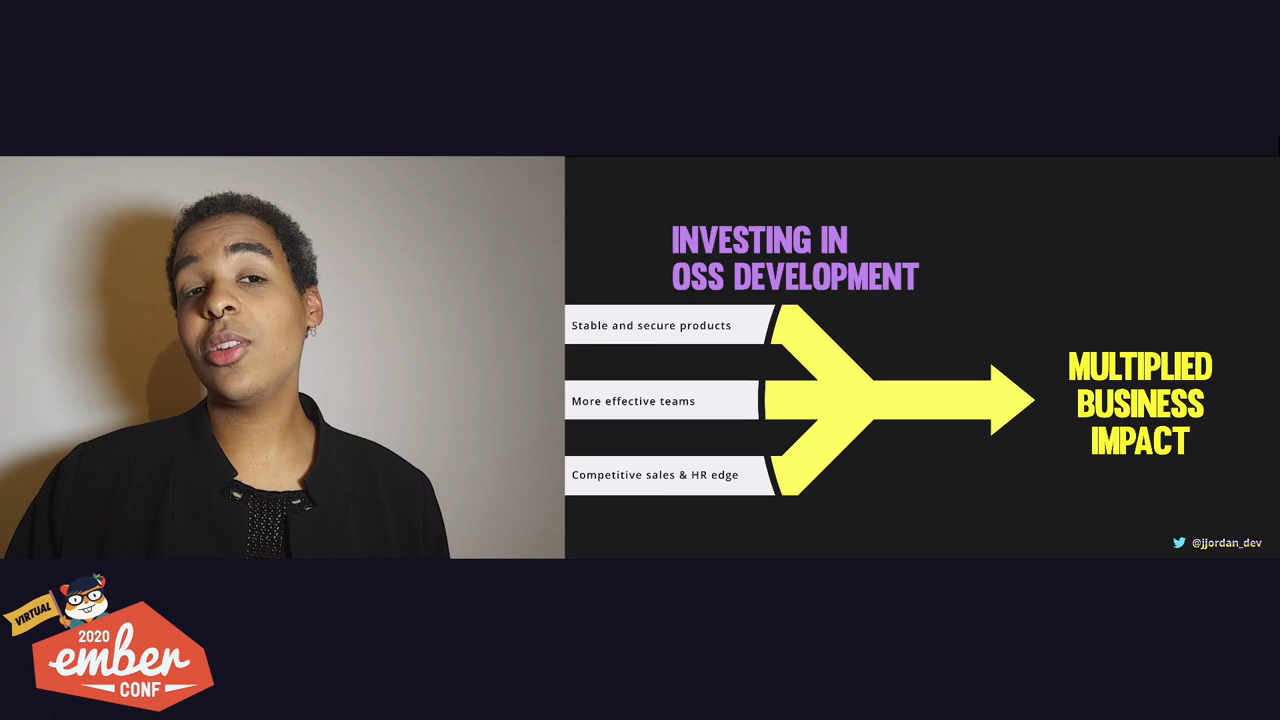 INVESTING IN
OSS DEVELOPMENT
Stable and secure products
More effective teams
Competitive sales & HR edge
MULTIPLIED
BUSINESS
IMPACT
@jjordan_dev
VIRTUAL
2020
ember
CONF